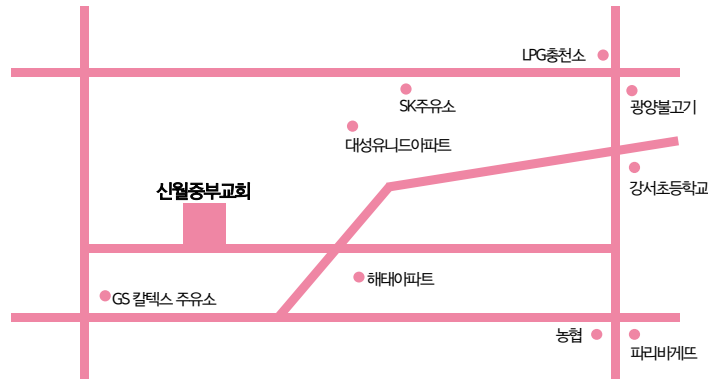 LPG충천소
SK주유소
광양불고기
대성유니드아파트
강서초등학교
신월중부교회
해태아파트
GS 칼텍스 주유소
농협
파리바게뜨